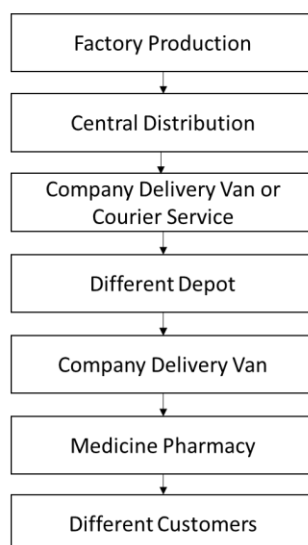 Factory Production
Central Distribution
Company Delivery Van or
Courier Service
Different Depot
Company Delivery Van
Medicine Pharmacy
Different Customers